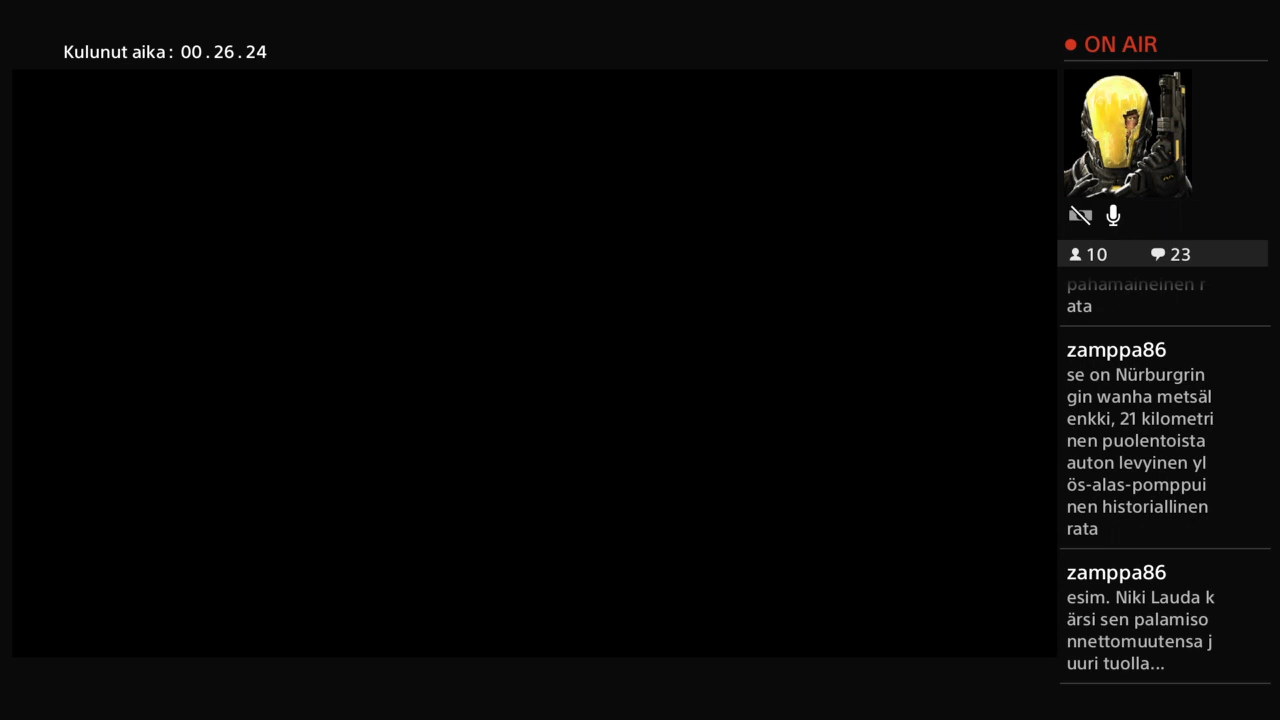 Kulunut aika: 00.26.24
ON AIR
10 23
pahamaineinen r
ata
zamppa86
se on Nürburgrin
gin wanha metsäl
enkki, 21 kilometri
nen puolentoista
auton levyinen yl
ös-alas-pomppui
nen historiallinen
rata
zamppa86
esim. Niki Lauda k
ärsi sen palamiso
nnettomuutensa j
uuri tuolla...